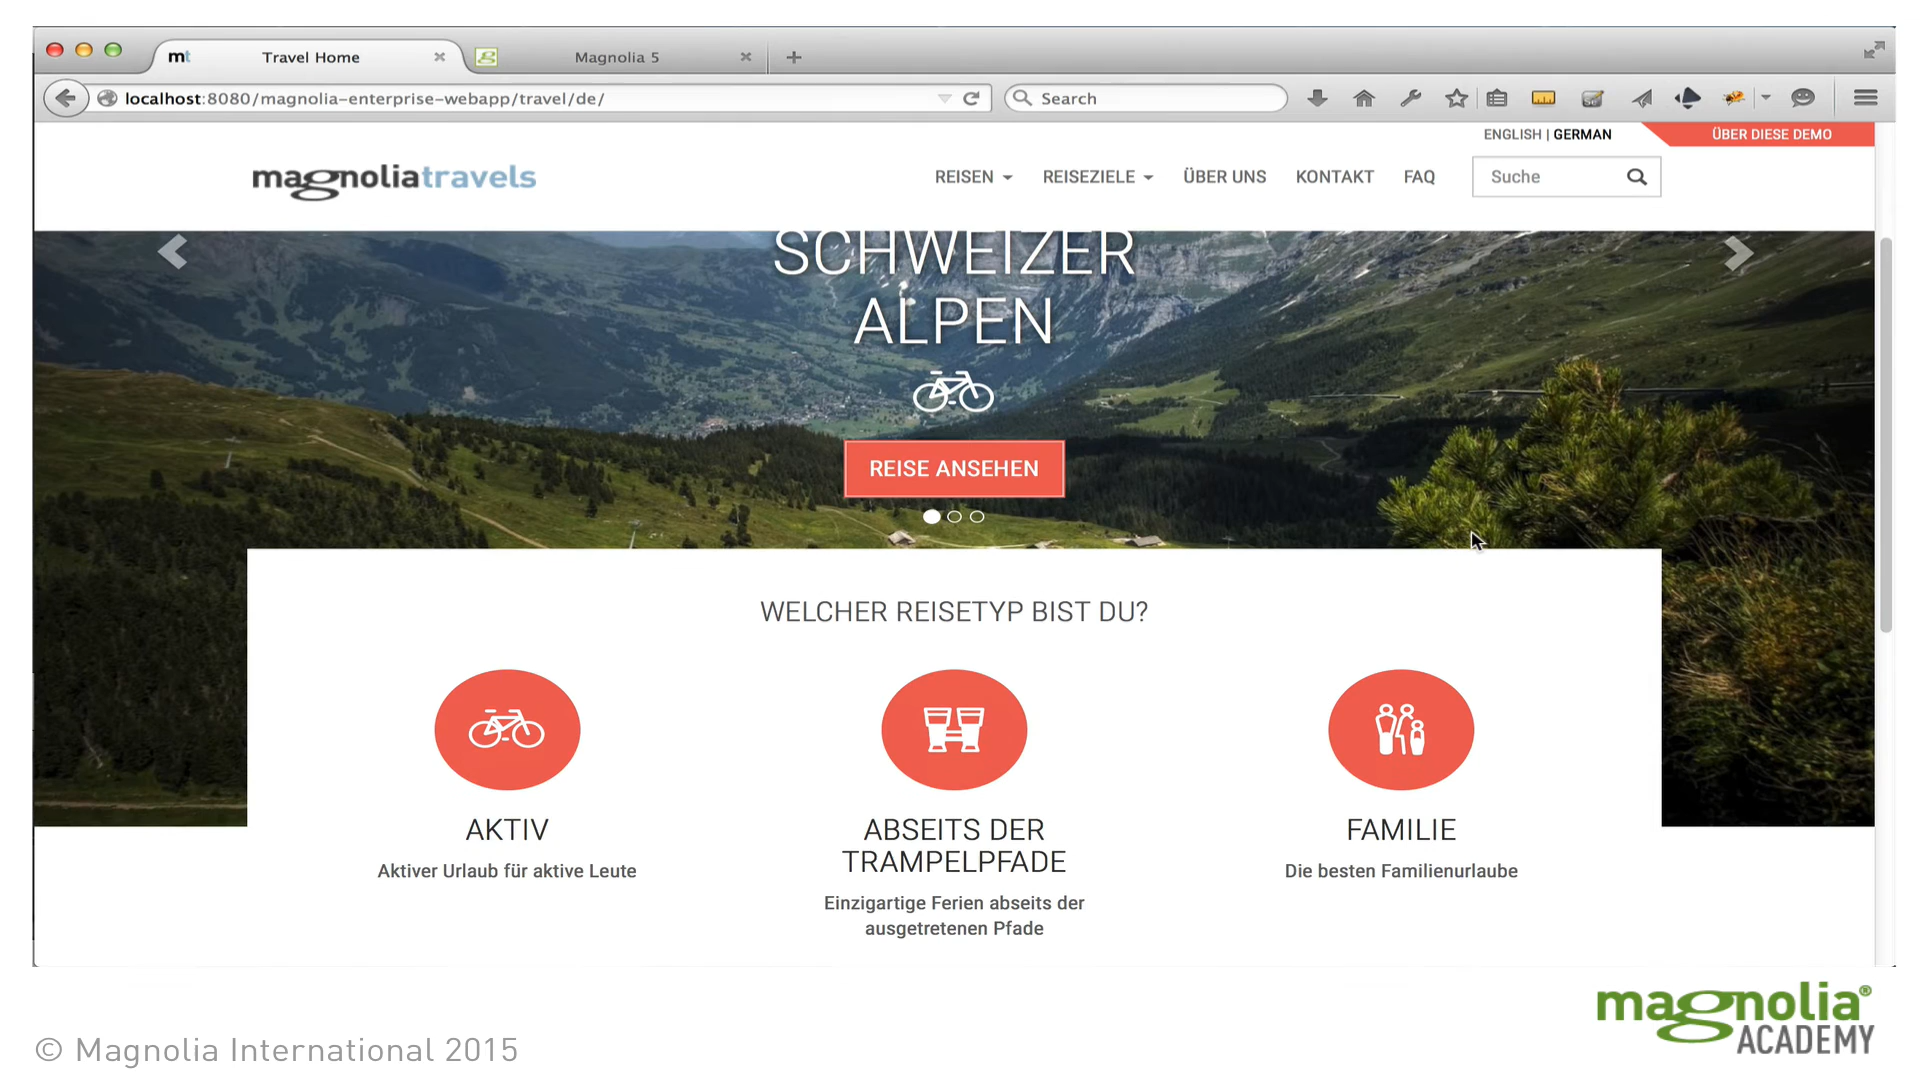 mt Travel Home
Magnolia 5
localhost:8080/magnolia-enterprise-webapp/travel/de/
Search
ENGLISH | GERMAN
ÜBER DIESE DEMO
magnoliatravels
REISEN
REISEZIELE
ÜBER UNS
KONTAKT
FAQ
Suche
SCHWEIZER
ALPEN
REISE ANSEHEN
WELCHER REISETYP BIST DU?
AKTIV
Aktiver Urlaub für aktive Leute
ABSEITS DER
TRAMPELPFADE
Einzigartige Ferien abseits der
ausgetretenen Pfade
FAMILIE
Die besten Familienurlaube
magnolia®
ACADEMY
© Magnolia International 2015